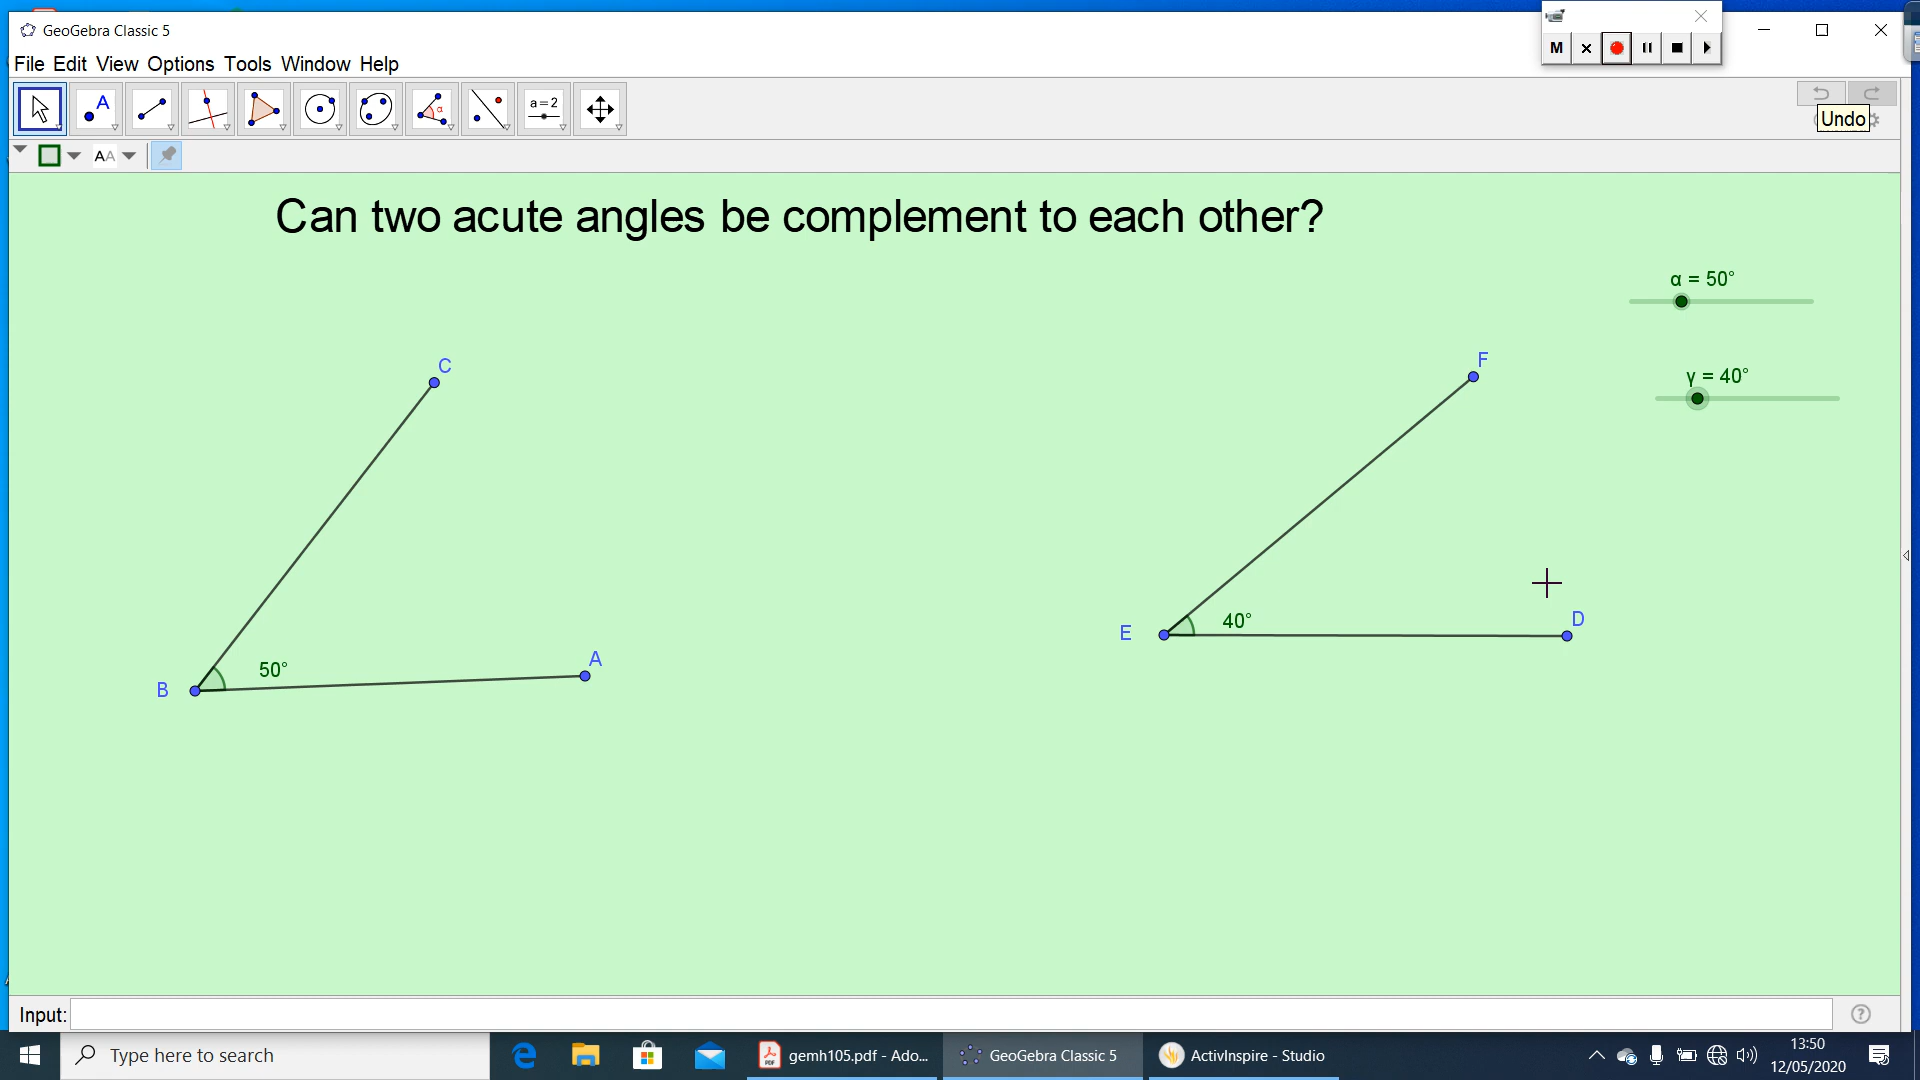 GeoGebra Classic 5
M
File Edit View Options Tools Window Help
A
α
a=2
Undo
AA
Can two acute angles be complement to each other?
α = 50°
C
F
γ = 40°
E
40°
D
B
50°
A
Input:
Type here to search
gemh105.pdf - Ado...
GeoGebra Classic 5
ActivInspire - Studio
13:50
12/05/2020